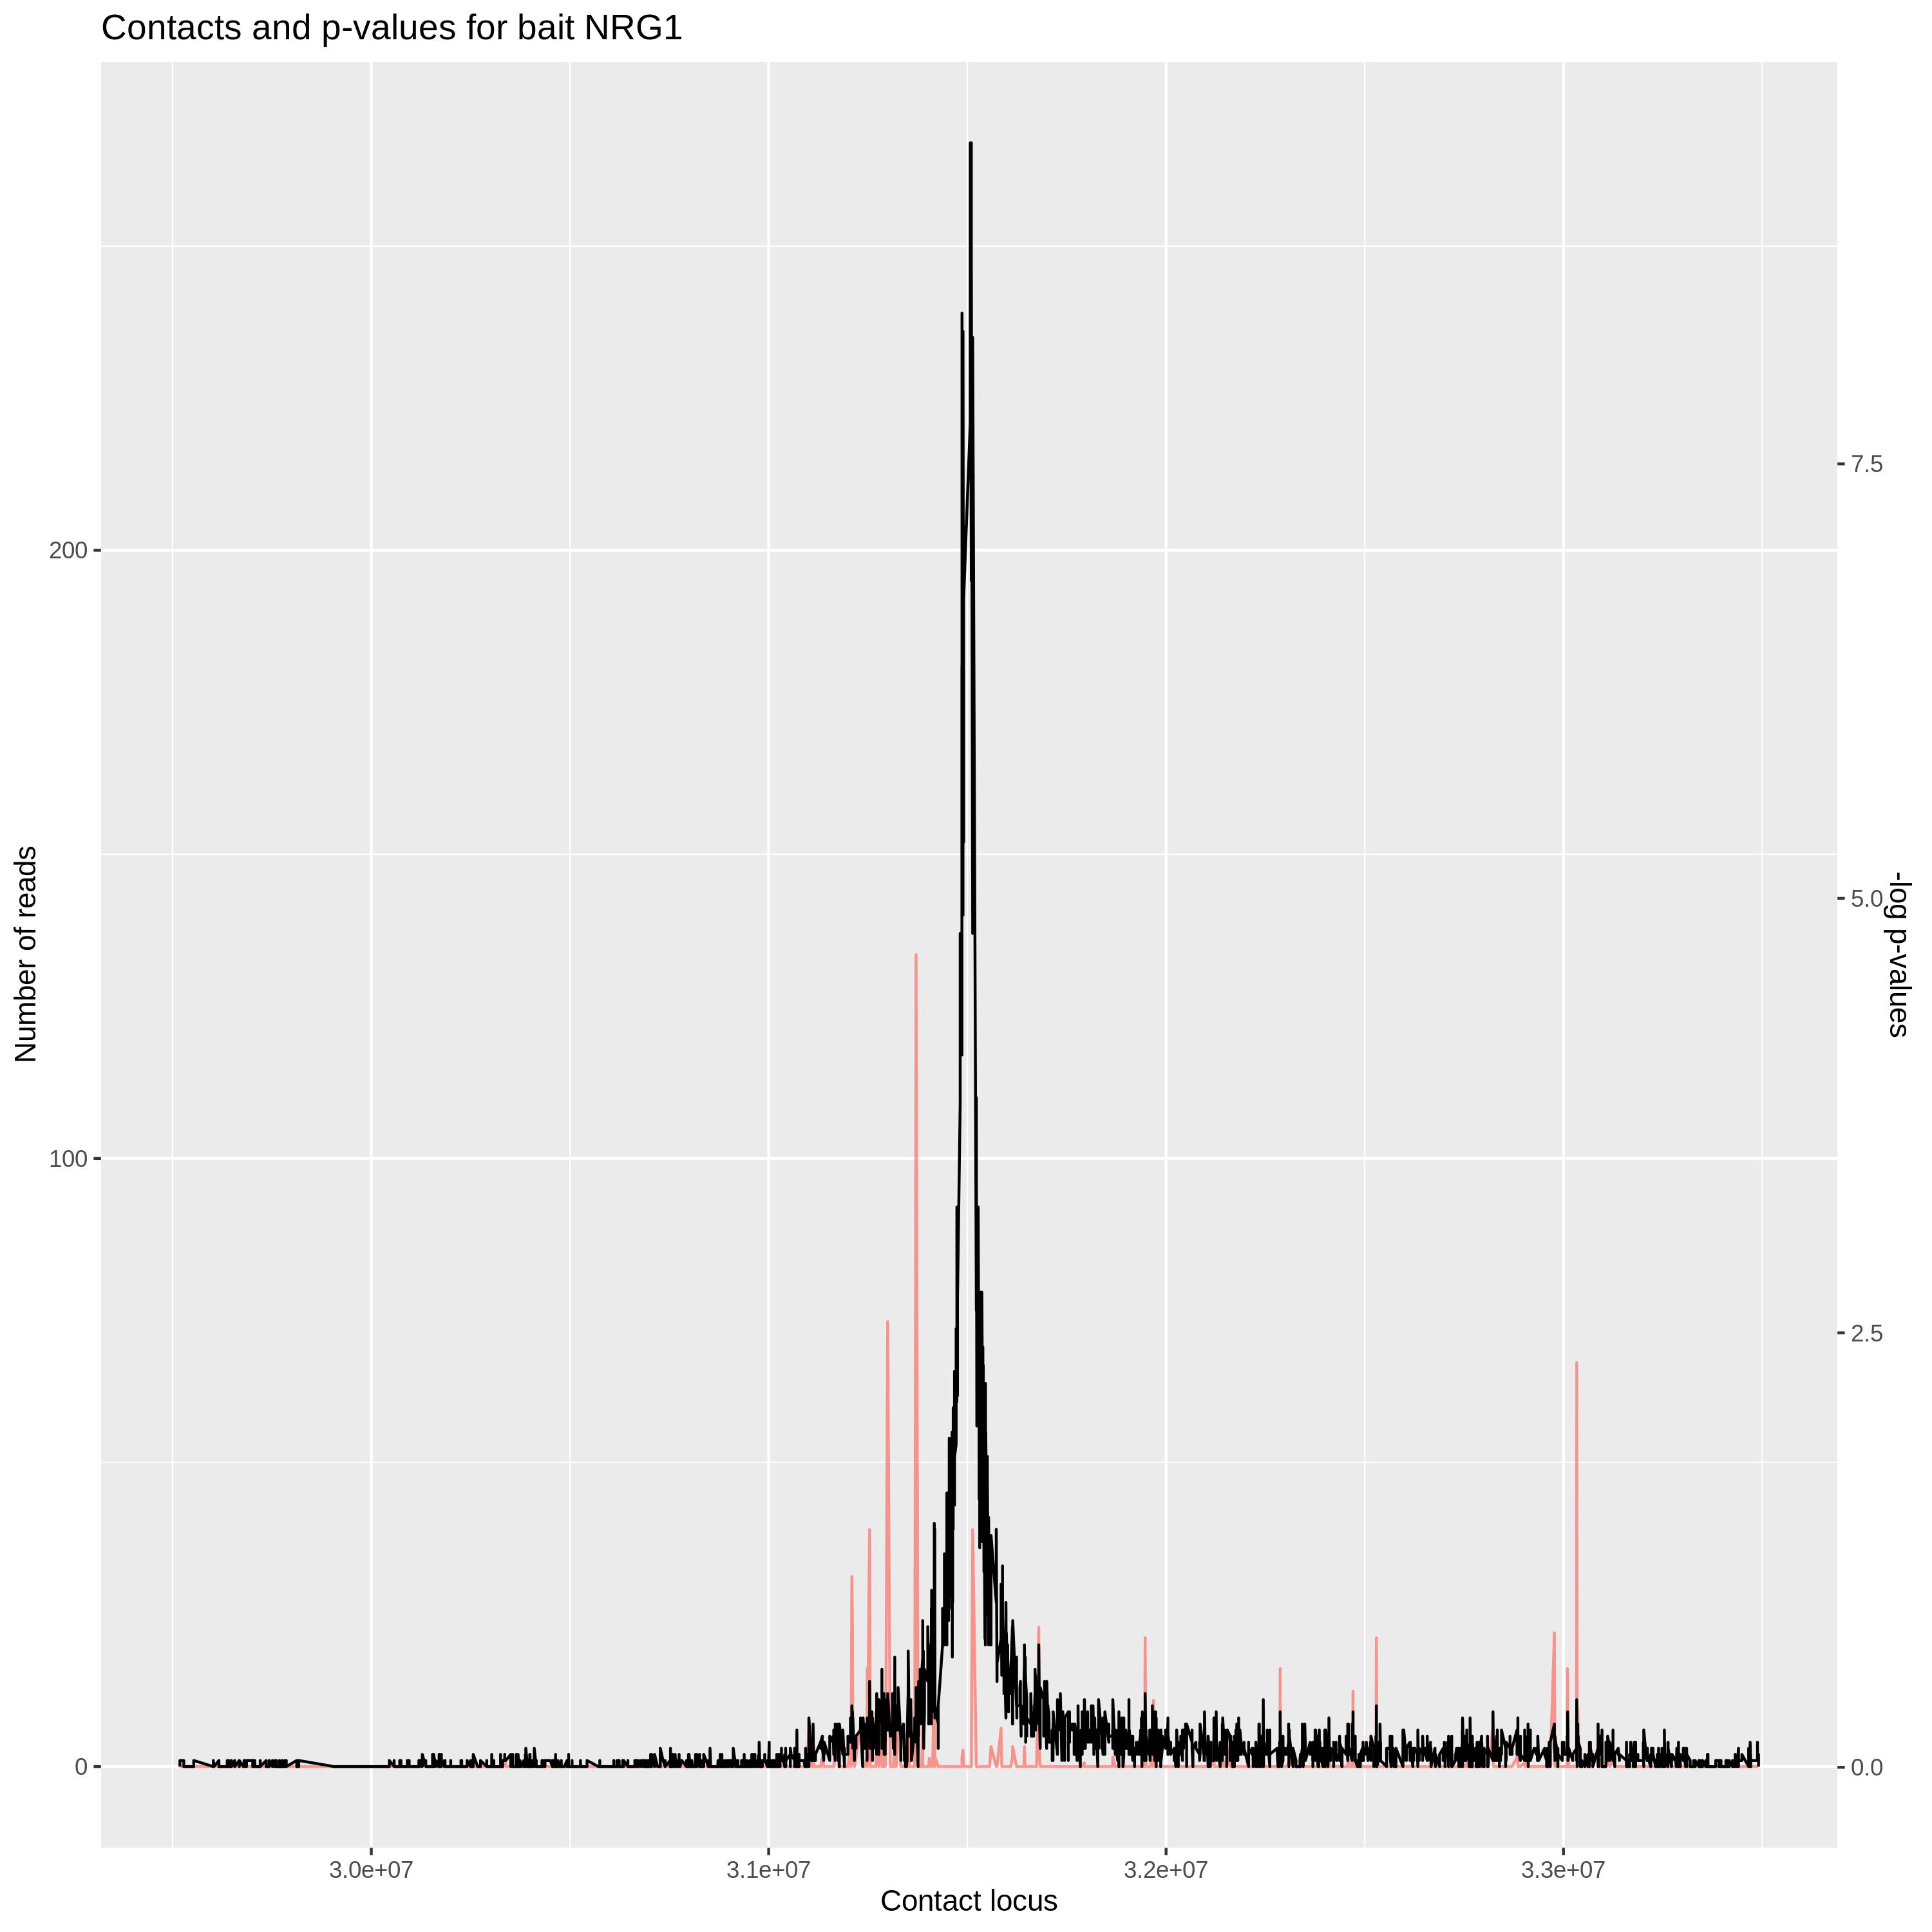 Contacts and p-values for bait NRG1
Number of reads
200
100
0
7.5
5.0
2.5
0.0
-log p-values
3.0e+07
3.1e+07
3.2e+07
3.3e+07
Contact locus